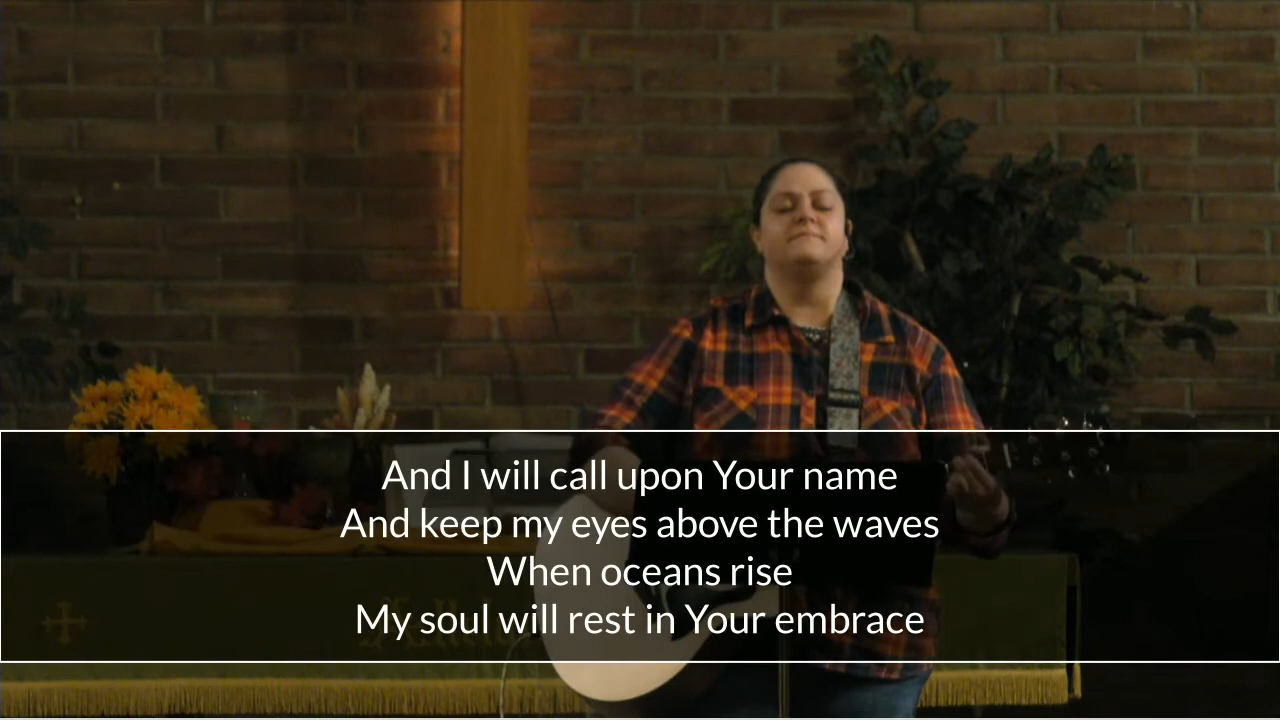 And I will call upon Your name
And keep my eyes above the waves
When oceans rise
My soul will rest in Your embrace